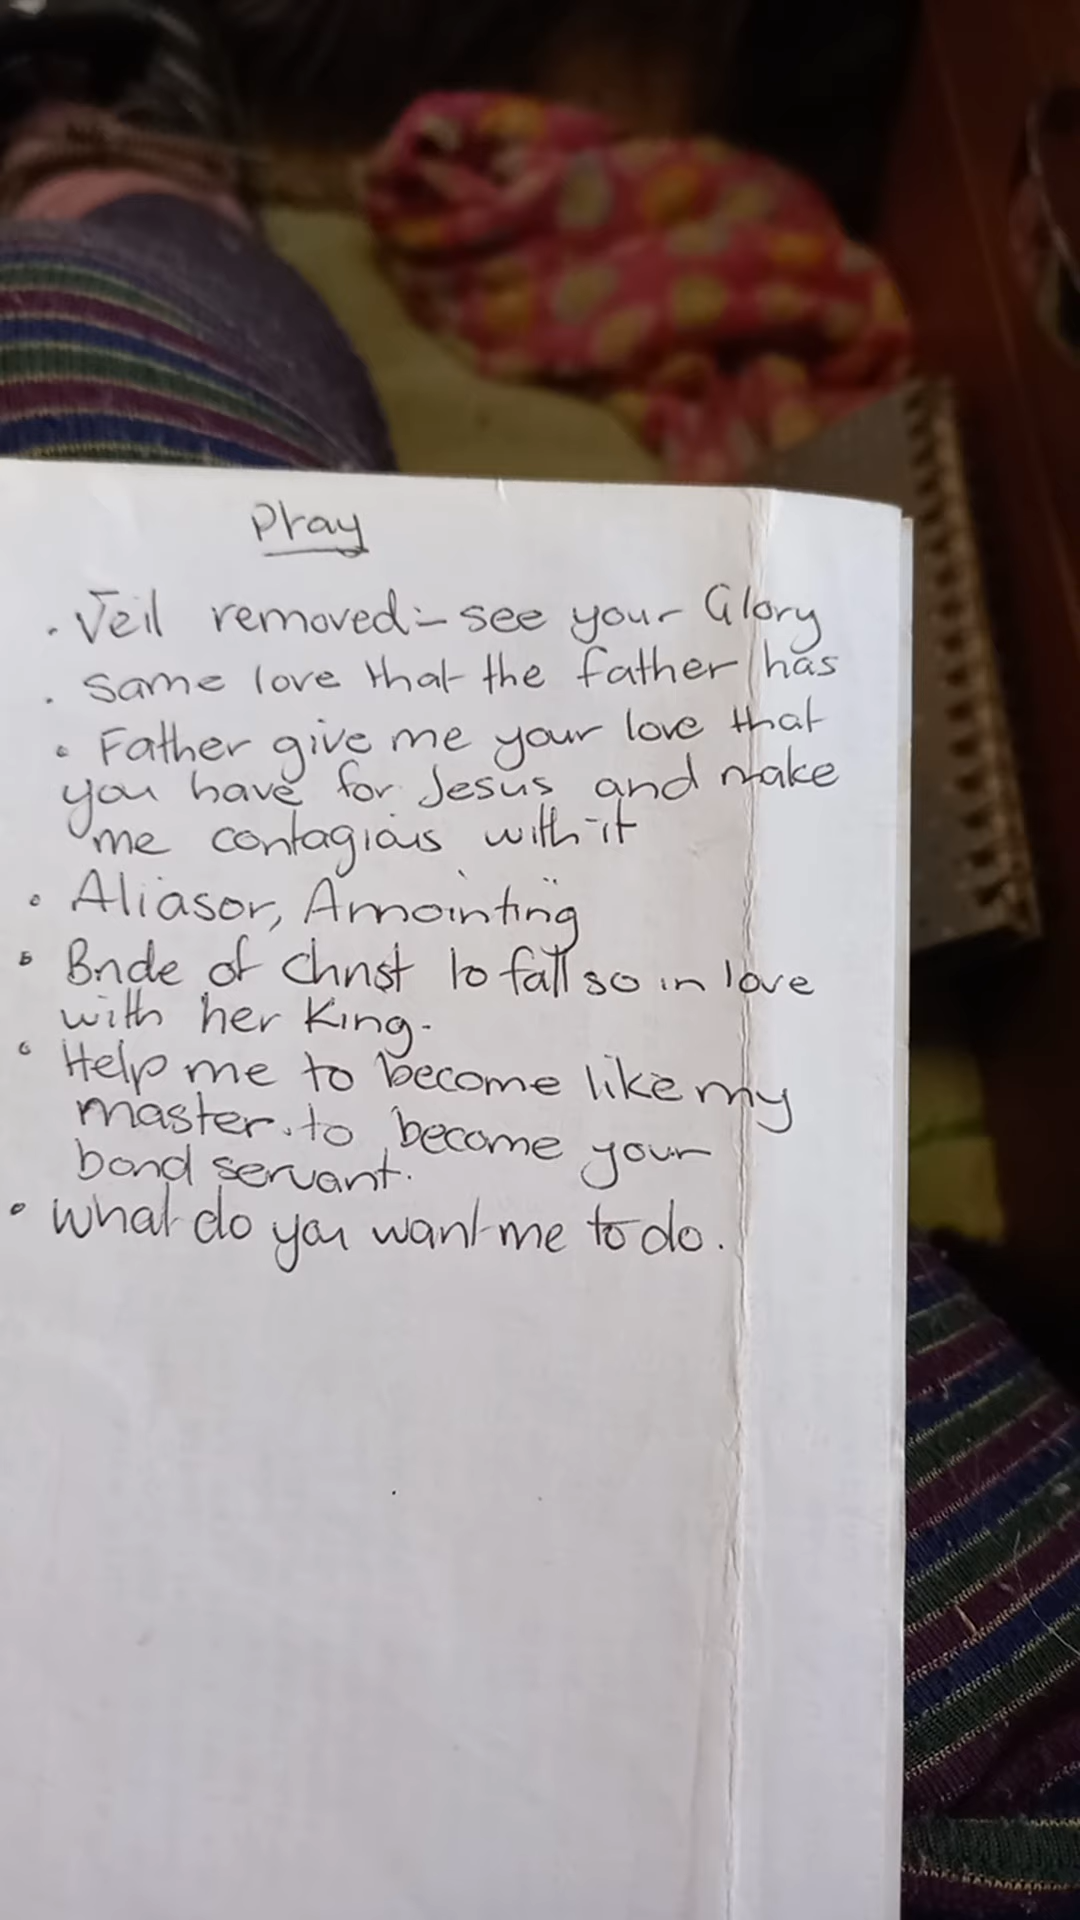 Pray
. Veil removed:- see your Glory
. Same love that the father has
• Father give me your love that
you have for Jesus and make
me contagious with it
• Aliasor, Annointing
• Bride of Christ to fall so in love
with her King.
• Help me to become like my
master. to become your
bond servant.
• What do you want me to do.